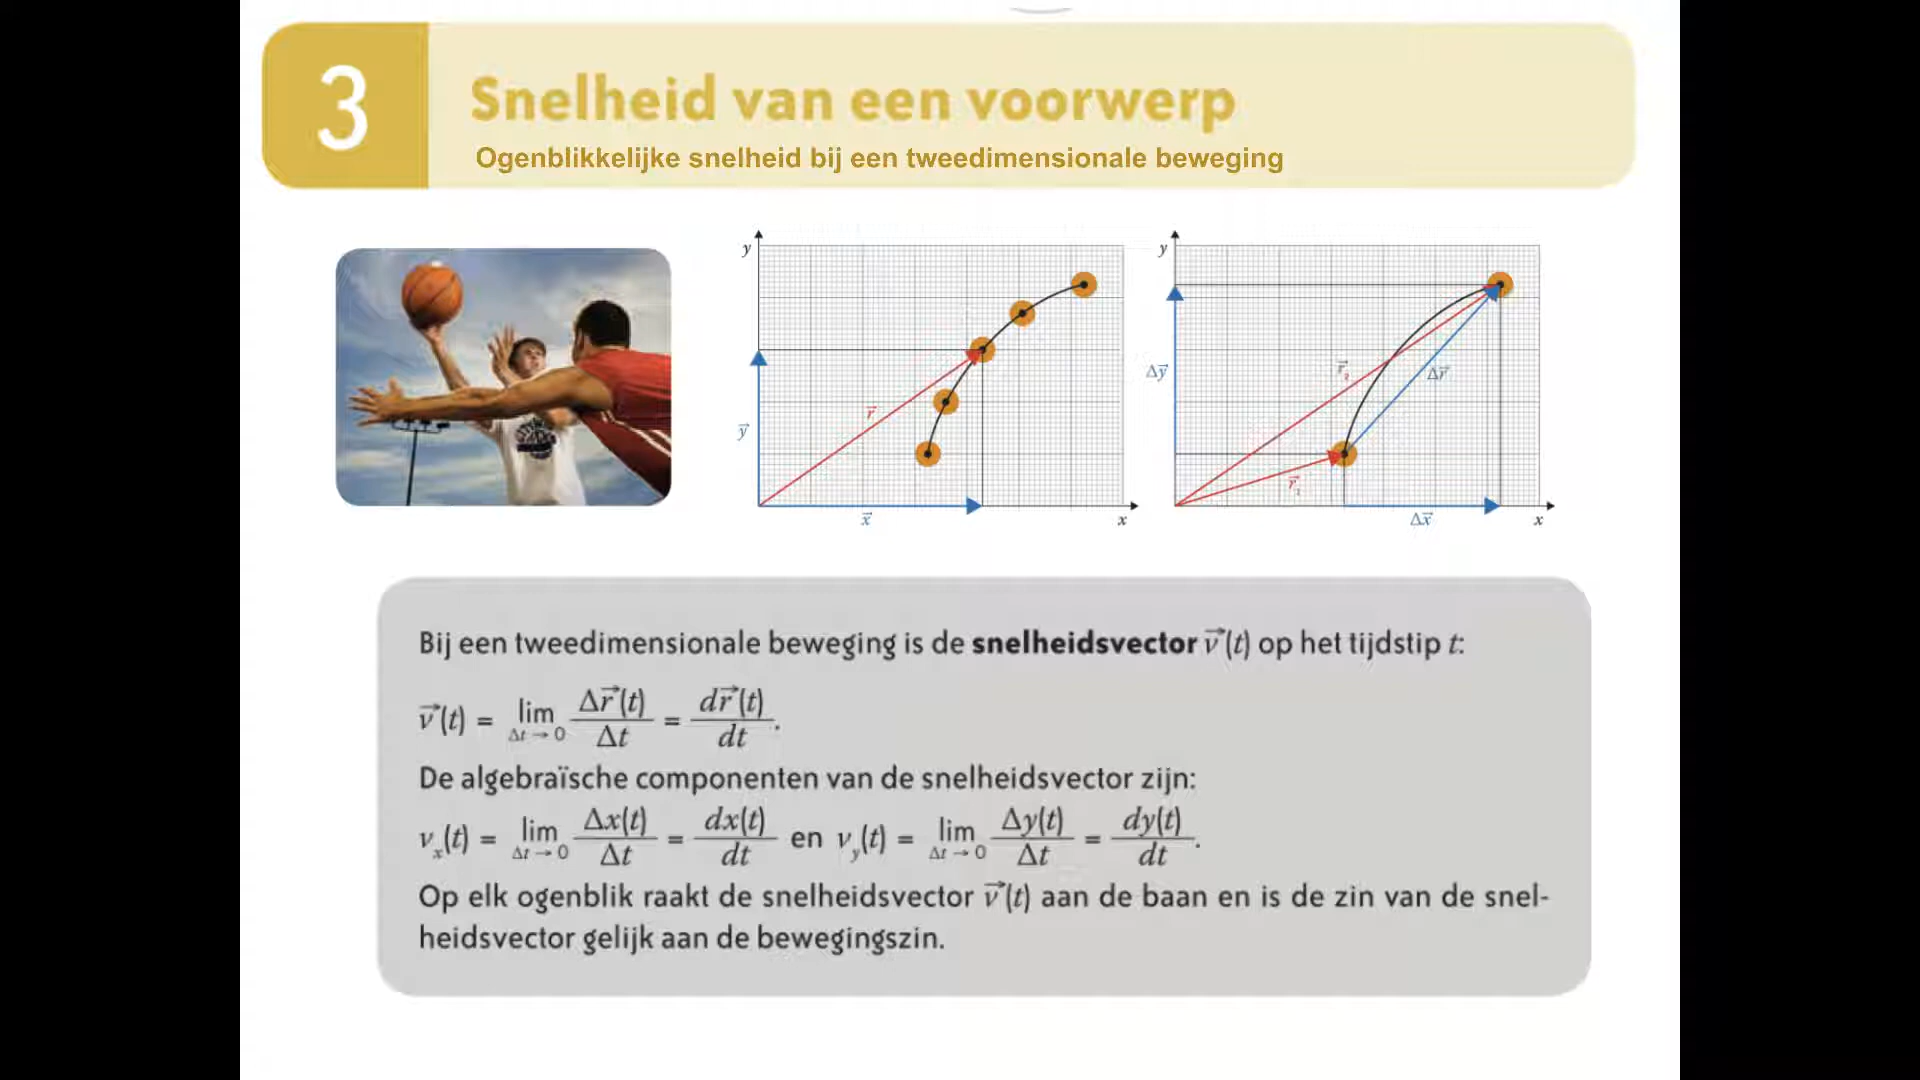 3
Snelheid van een voorwerp
Ogenblikkelijke snelheid bij een tweedimensionale beweging
y
r⃗
y⃗
x⃗
x
y
Δy⃗
r⃗₂
Δr⃗
r⃗₁
Δx⃗
x
Bij een tweedimensionale beweging is de snelheidsvector v⃗(t) op het tijdstip t:
v⃗(t) = lim Δt→0 Δr⃗(t)/Δt = dr⃗(t)/dt.
De algebraïsche componenten van de snelheidsvector zijn:
vₓ(t) = lim Δt→0 Δx(t)/Δt = dx(t)/dt en v_y(t) = lim Δt→0 Δy(t)/Δt = dy(t)/dt.
Op elk ogenblik raakt de snelheidsvector v⃗(t) aan de baan en is de zin van de snel-
heidsvector gelijk aan de bewegingszin.